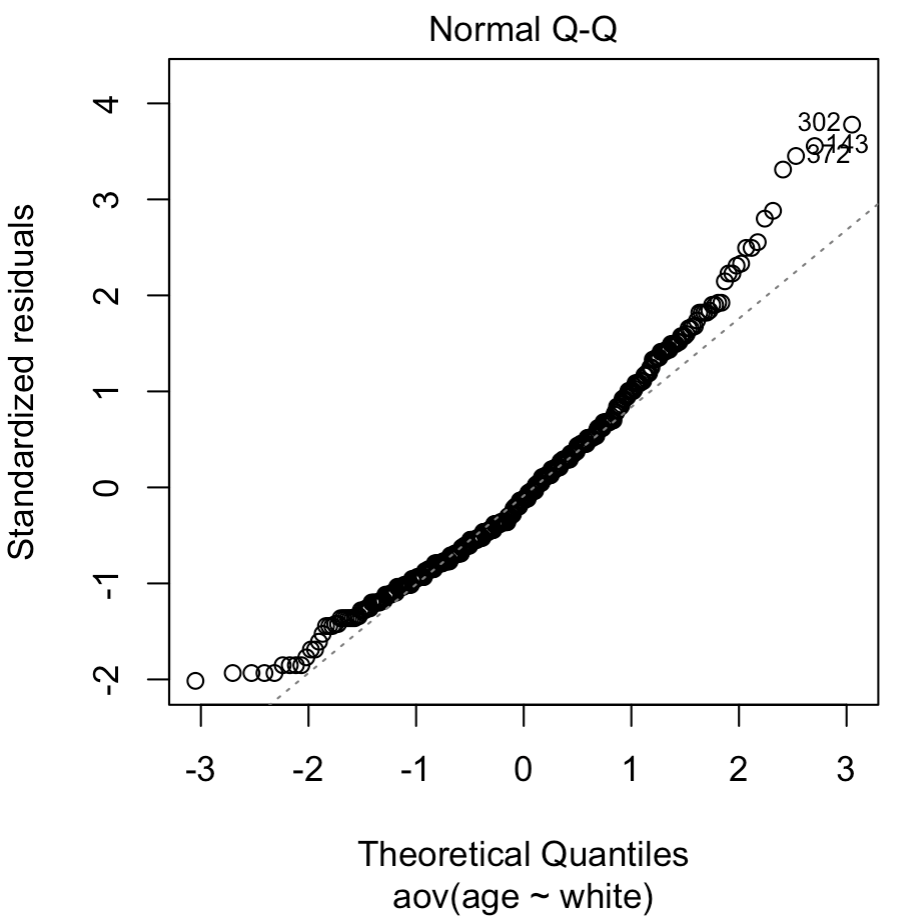 Normal Q-Q
Standardized residuals
4
3
2
1
0
-1
-2
302
143
372
-3 -2 -1 0 1 2 3
Theoretical Quantiles
aov(age ~ white)